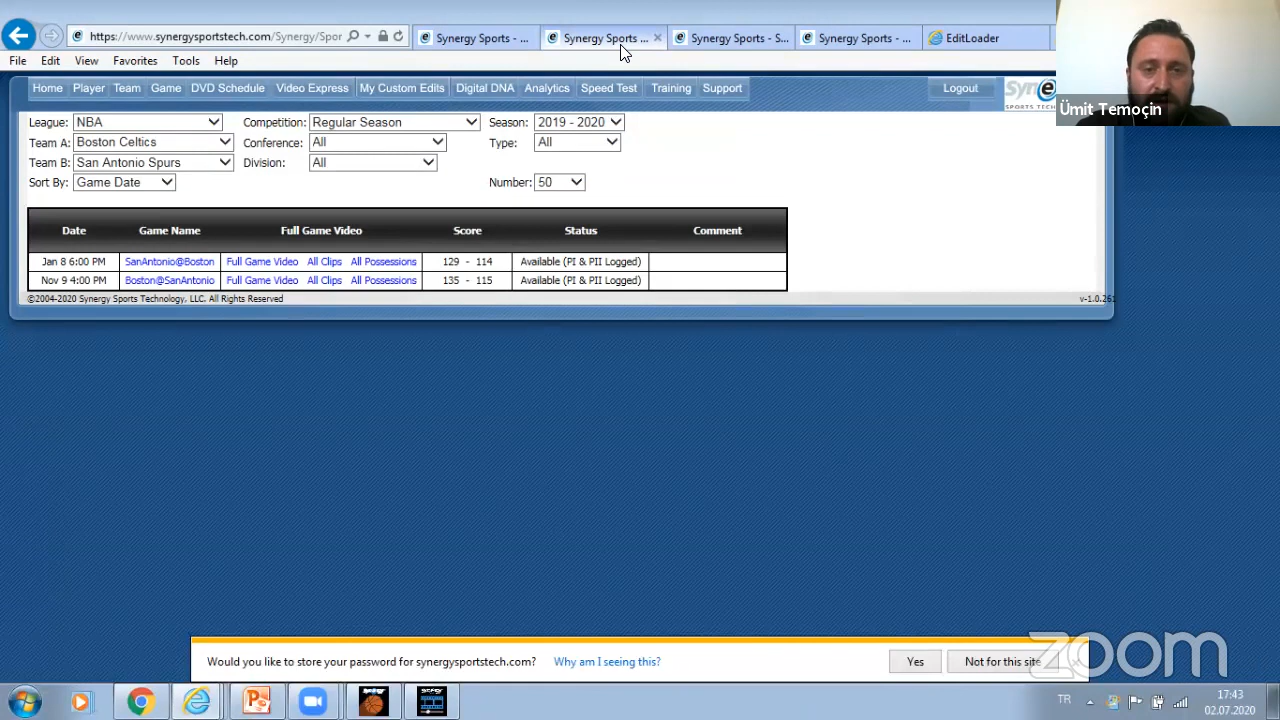 https://www.synergysportstech.com/Synergy/Spor
Synergy Sports - ...
Synergy Sports ...
Synergy Sports - S...
Synergy Sports - ...
EditLoader
File Edit View Favorites Tools Help
Home Player Team Game DVD Schedule Video Express My Custom Edits Digital DNA Analytics Speed Test Training Support Logout
SPORTS TECH
Ümit Temoçin
League: NBA Competition: Regular Season Season: 2019 - 2020
Team A: Boston Celtics Conference: All Type: All
Team B: San Antonio Spurs Division: All
Sort By: Game Date Number: 50
Date Game Name Full Game Video Score Status Comment
Jan 8 6:00 PM SanAntonio@Boston Full Game Video All Clips All Possessions 129 - 114 Available (PI & PII Logged)
Nov 9 4:00 PM Boston@SanAntonio Full Game Video All Clips All Possessions 135 - 115 Available (PI & PII Logged)
©2004-2020 Synergy Sports Technology, LLC. All Rights Reserved v-1.0.261
Would you like to store your password for synergysportstech.com? Why am I seeing this? Yes Not for this site
zoom
TR 17:43
02.07.2020